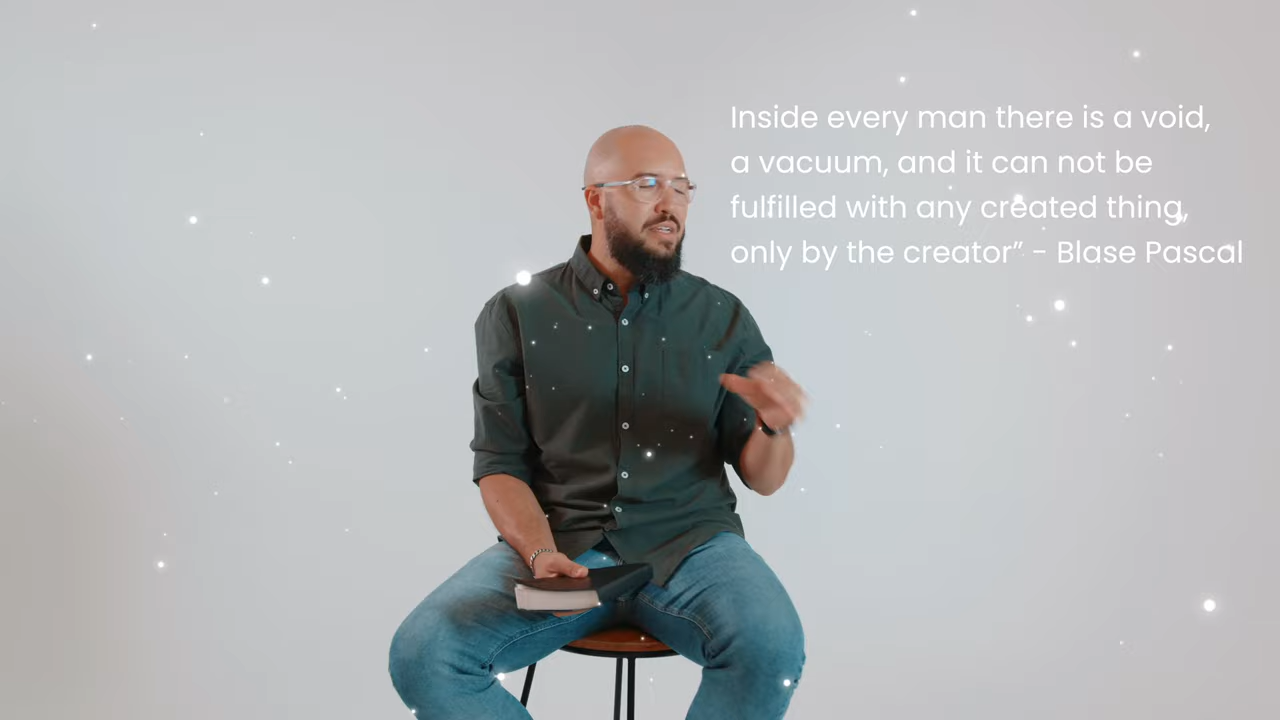 Inside every man there is a void,
a vacuum, and it can not be
fulfilled with any created thing,
only by the creator” - Blase Pascal